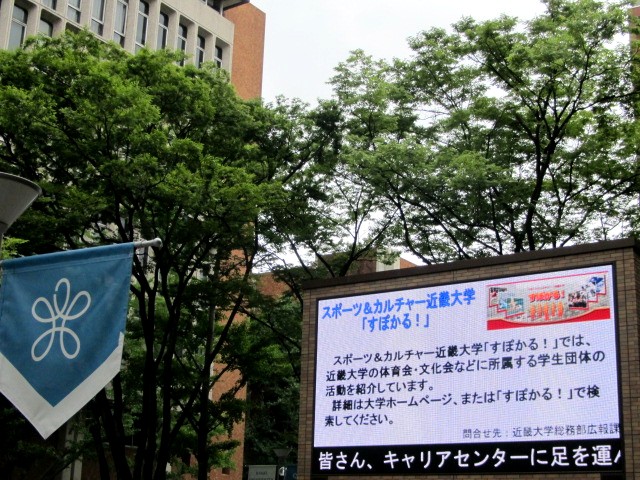 スポーツ&カルチャー近畿大学
「すぽかる！」
すぽかる！
スポーツ&カルチャー近畿大学「すぽかる！」では、
近畿大学の体育会・文化会などに所属する学生団体の
活動を紹介しています。
詳細は大学ホームページ、または「すぽかる！」で検
索してください。
問合せ先：近畿大学総務部広報課
皆さん、キャリアセンターに足を運